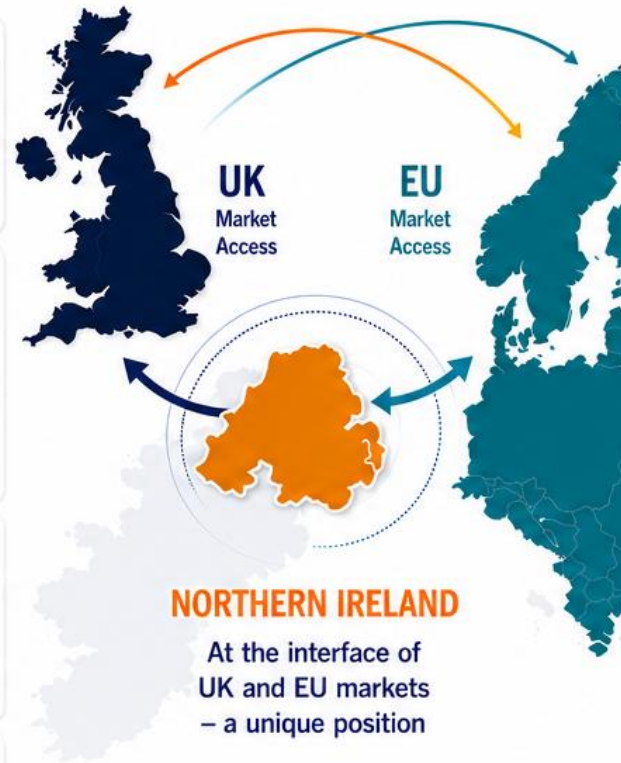 UK
Market
Access
EU
Market
Access
NORTHERN IRELAND
At the interface of
UK and EU markets
– a unique position